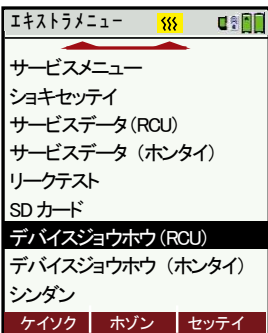 エキストラメニュー
サービスメニュー
ショキセッテイ
サービスデータ(RCU)
サービスデータ (ホンタイ)
リークテスト
SDカード
デバイスジョウホウ(RCU)
デバイスジョウホウ (ホンタイ)
シンダン
ケイソク ホゾン セッテイ